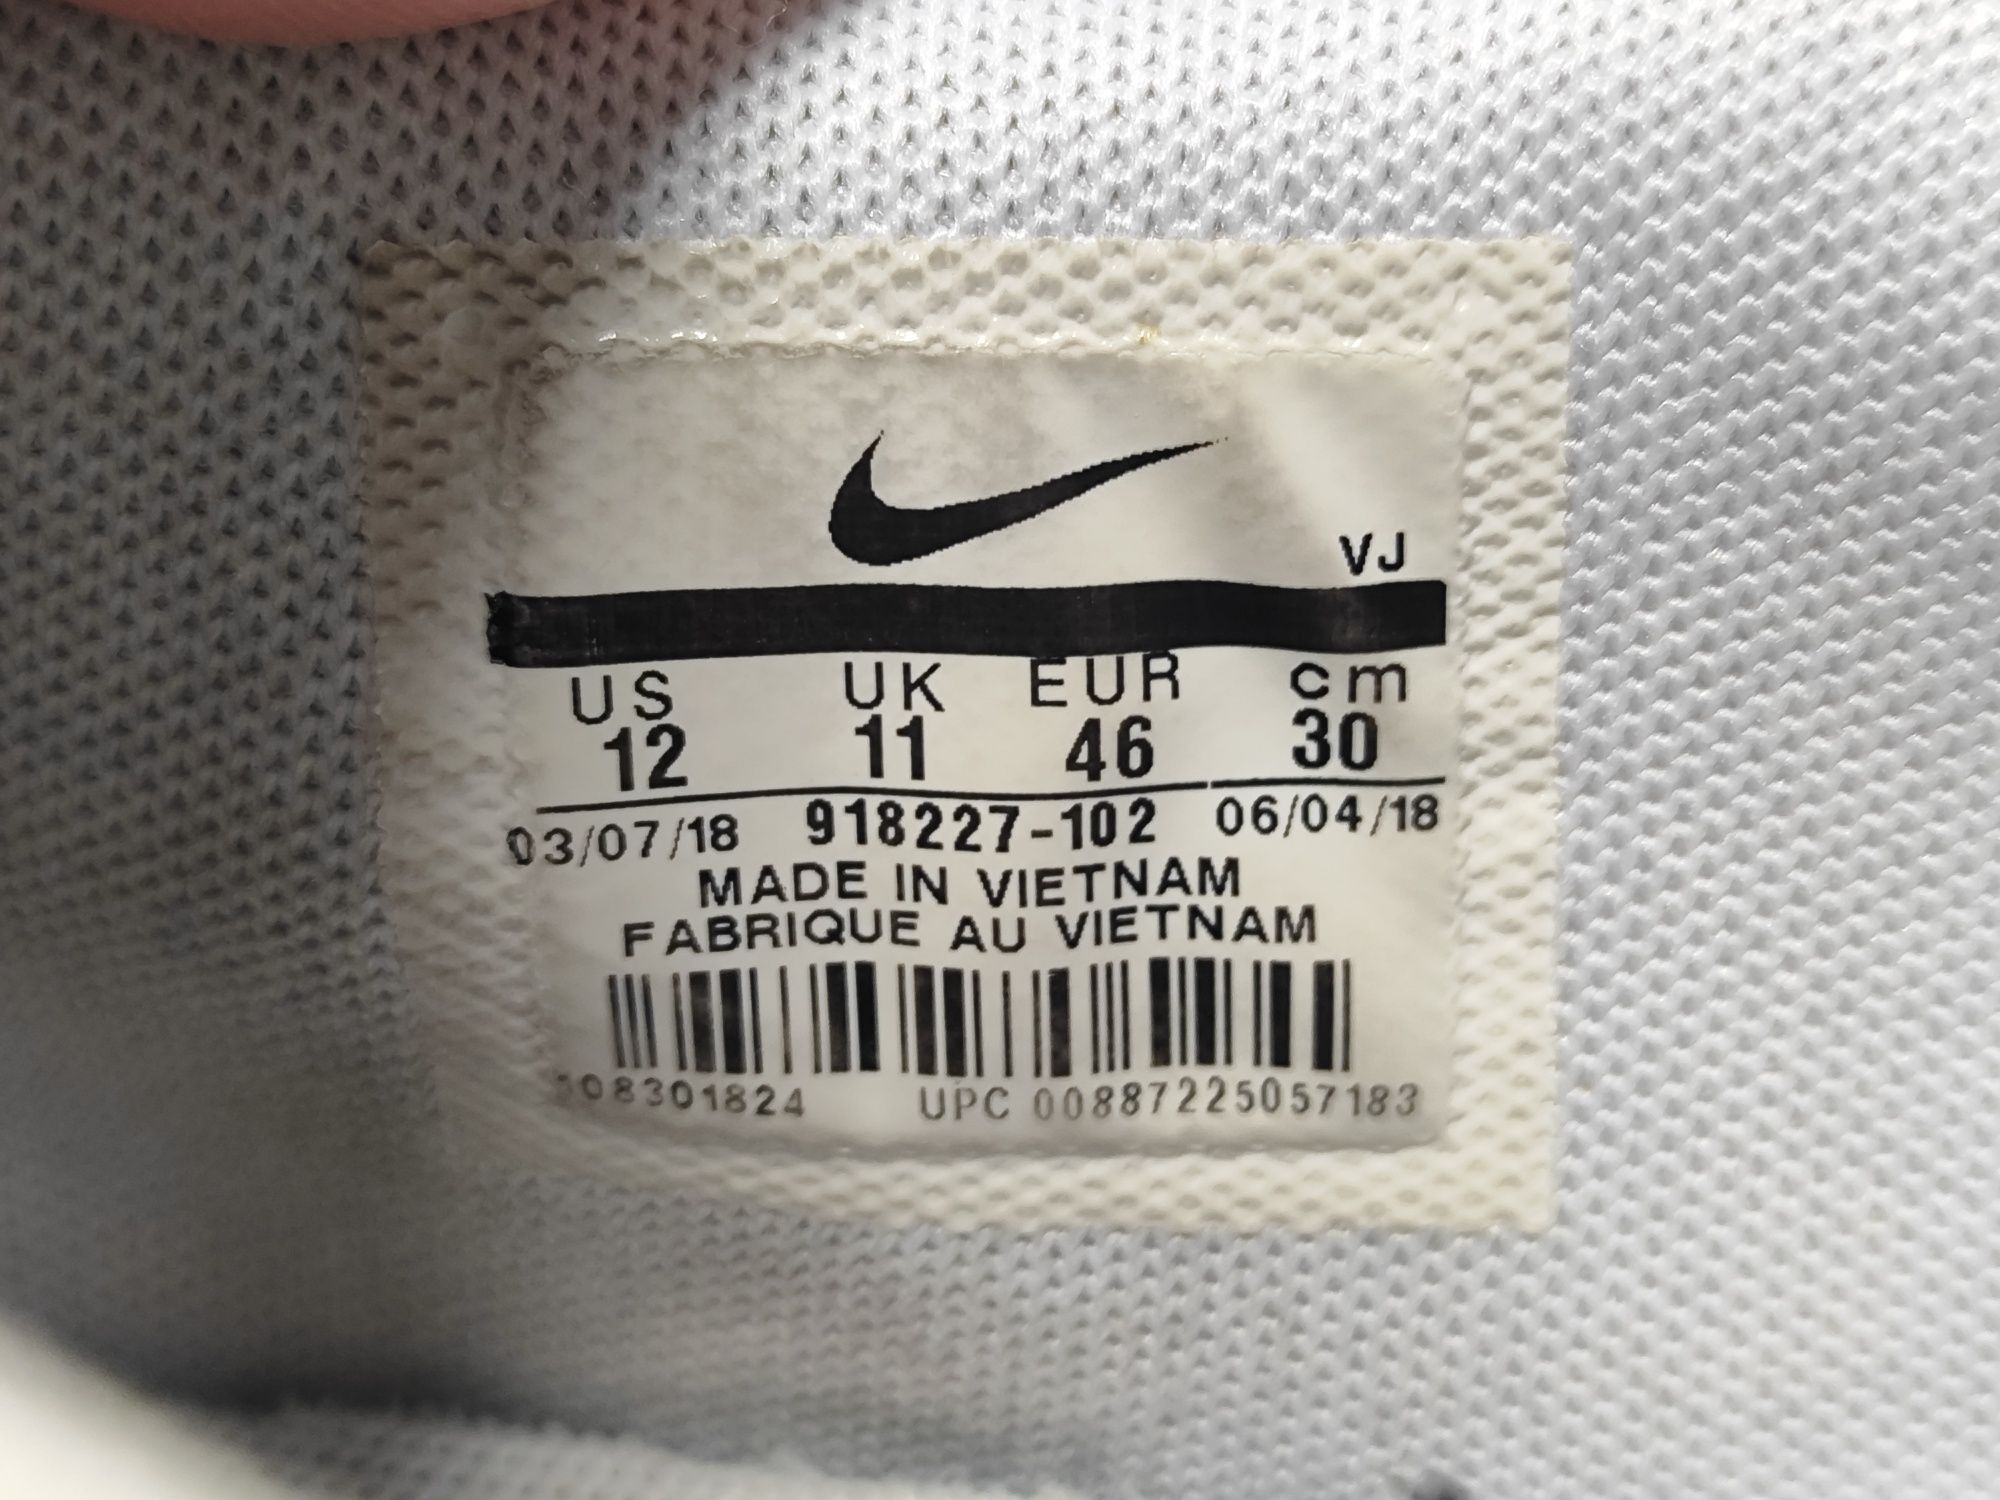 VJ
US UK EUR cm
12 11 46 30
03/07/18 918227-102 06/04/18
MADE IN VIETNAM
FABRIQUE AU VIETNAM
UPC 00887225057183